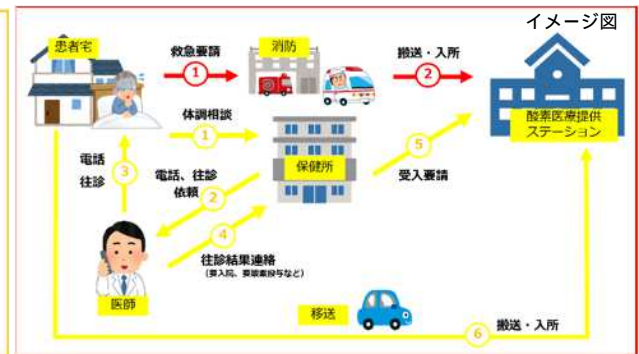 イメージ図
患者宅
救急要請
①
消防
搬送・入所
②
酸素医療提供
ステーション
体調相談
①
保健所
⑤
受入要請
電話
往診
③
電話、往診
依頼
②
④
往診結果連絡
(要入院、要酸素投与など)
医師
移送
搬送・入所
⑥